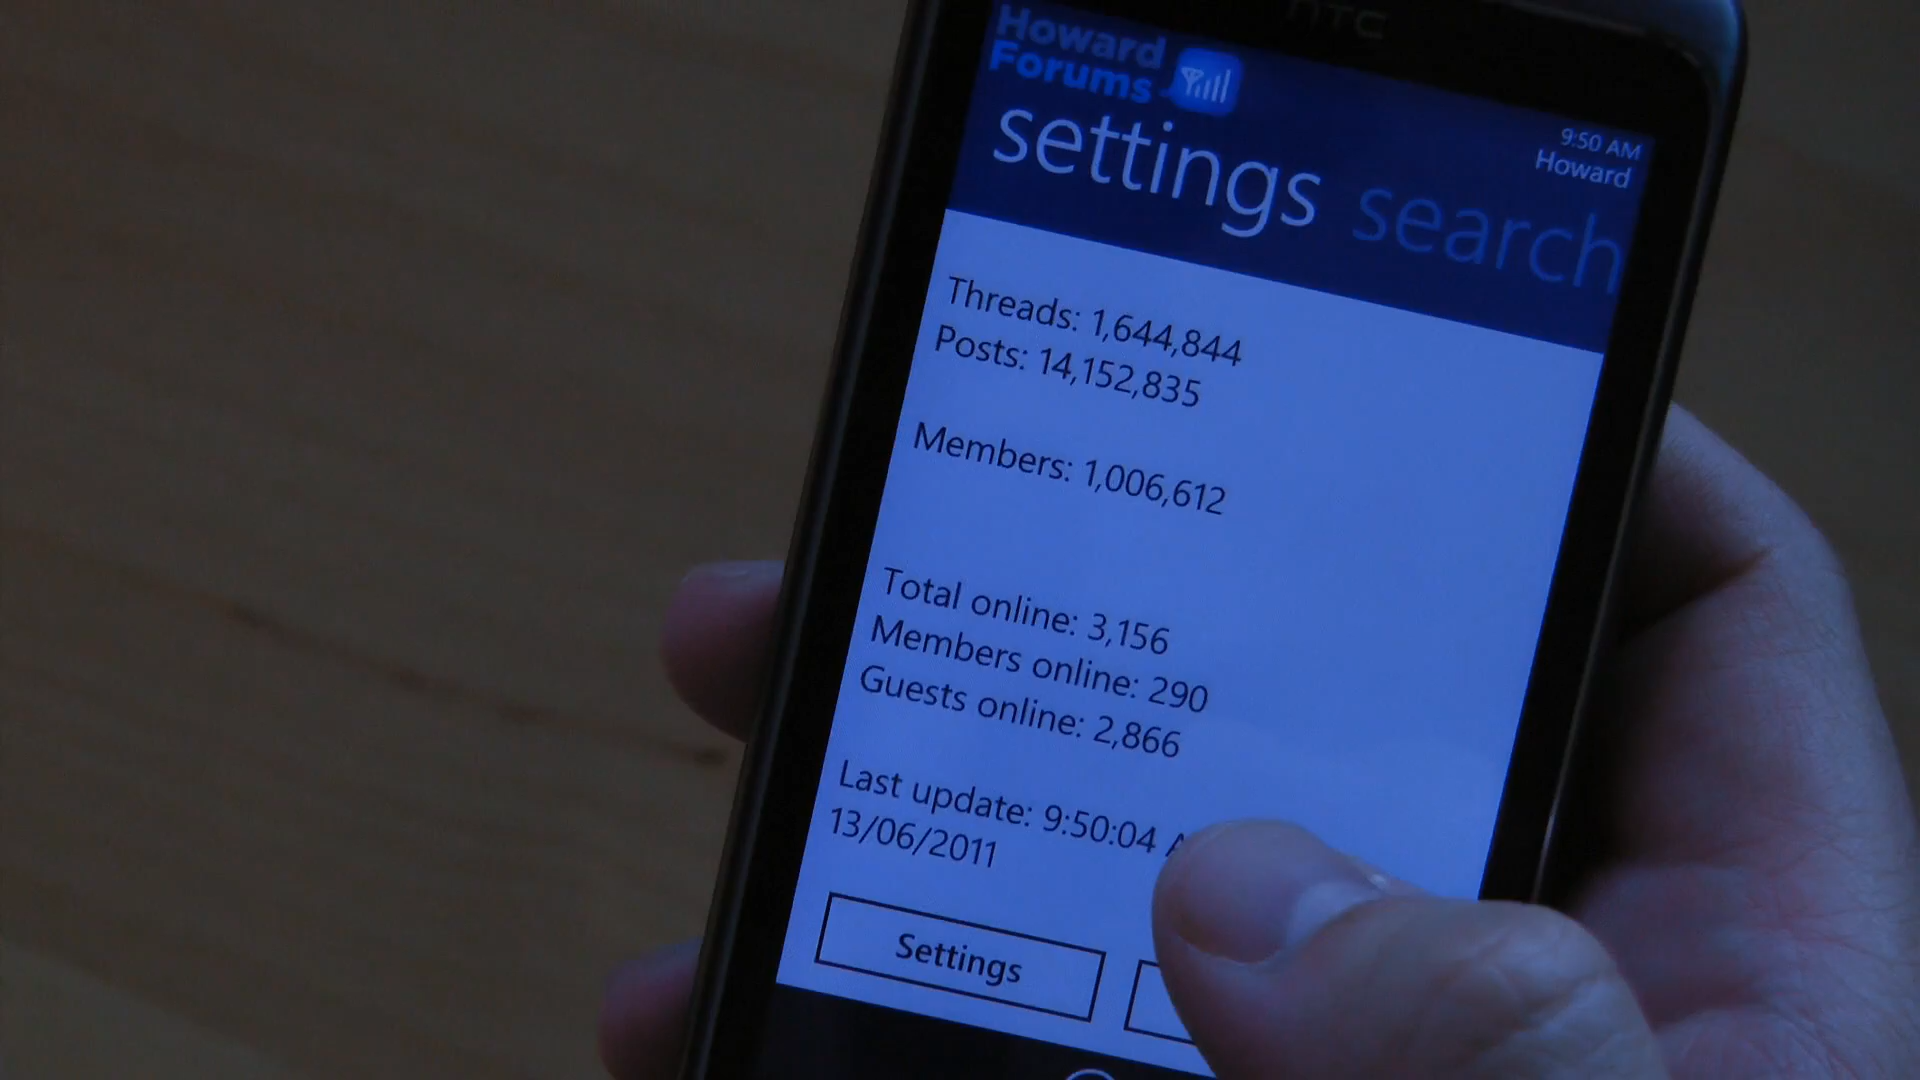 hTC
Howard
Forums
9:50 AM
Howard
settings search
Threads: 1,644,844
Posts: 14,152,835
Members: 1,006,612
Total online: 3,156
Members online: 290
Guests online: 2,866
Last update: 9:50:04
13/06/2011
Settings